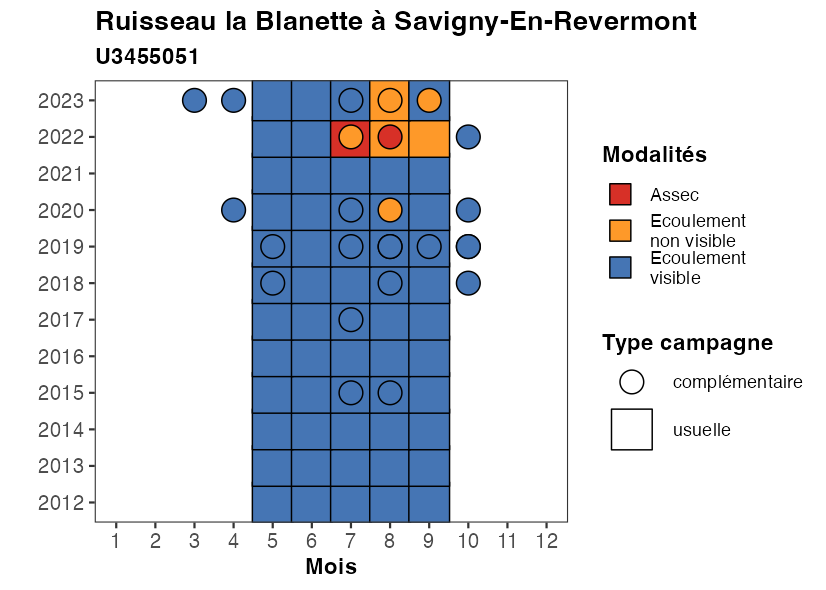 Ruisseau la Blanette à Savigny-En-Revermont
U3455051
2023
2022
2021
2020
2019
2018
2017
2016
2015
2014
2013
2012
1 2 3 4 5 6 7 8 9 10 11 12
Mois
Modalités
Assec
Ecoulement
non visible
Ecoulement
visible
Type campagne
complémentaire
usuelle